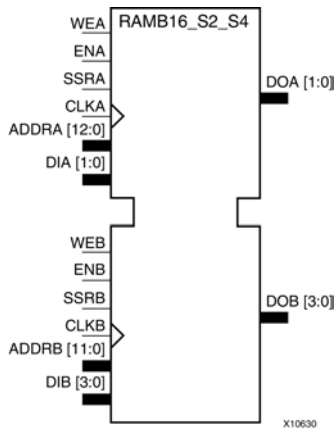 RAMB16_S2_S4
WEA
ENA
SSRA
CLKA
ADDRA [12:0]
DIA [1:0]
DOA [1:0]
WEB
ENB
SSRB
CLKB
ADDRB [11:0]
DIB [3:0]
DOB [3:0]
X10630